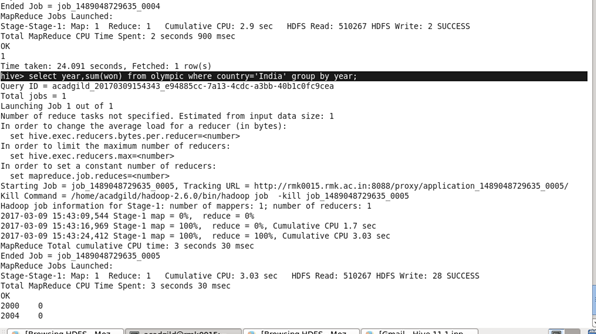 Ended Job = job_1489048729635_0004
MapReduce Jobs Launched:
Stage-Stage-1: Map: 1  Reduce: 1   Cumulative CPU: 2.9 sec   HDFS Read: 510267 HDFS Write: 2 SUCCESS
Total MapReduce CPU Time Spent: 2 seconds 900 msec
OK
1
Time taken: 24.091 seconds, Fetched: 1 row(s)
hive> select year,sum(won) from olympic where country='India' group by year;
Query ID = acadgild_20170309154343_e94885cc-7a13-4cdc-a3bb-40b1c0fc9cea
Total jobs = 1
Launching Job 1 out of 1
Number of reduce tasks not specified. Estimated from input data size: 1
In order to change the average load for a reducer (in bytes):
  set hive.exec.reducers.bytes.per.reducer=<number>
In order to limit the maximum number of reducers:
  set hive.exec.reducers.max=<number>
In order to set a constant number of reducers:
  set mapreduce.job.reduces=<number>
Starting Job = job_1489048729635_0005, Tracking URL = http://rmk0015.rmk.ac.in:8088/proxy/application_1489048729635_0005/
Kill Command = /home/acadgild/hadoop-2.6.0/bin/hadoop job  -kill job_1489048729635_0005
Hadoop job information for Stage-1: number of mappers: 1; number of reducers: 1
2017-03-09 15:43:09,544 Stage-1 map = 0%,  reduce = 0%
2017-03-09 15:43:16,969 Stage-1 map = 100%,  reduce = 0%, Cumulative CPU 1.7 sec
2017-03-09 15:43:24,412 Stage-1 map = 100%,  reduce = 100%, Cumulative CPU 3.03 sec
MapReduce Total cumulative CPU time: 3 seconds 30 msec
Ended Job = job_1489048729635_0005
MapReduce Jobs Launched:
Stage-Stage-1: Map: 1  Reduce: 1   Cumulative CPU: 3.03 sec   HDFS Read: 510267 HDFS Write: 28 SUCCESS
Total MapReduce CPU Time Spent: 3 seconds 30 msec
OK
2000    0
2004    0